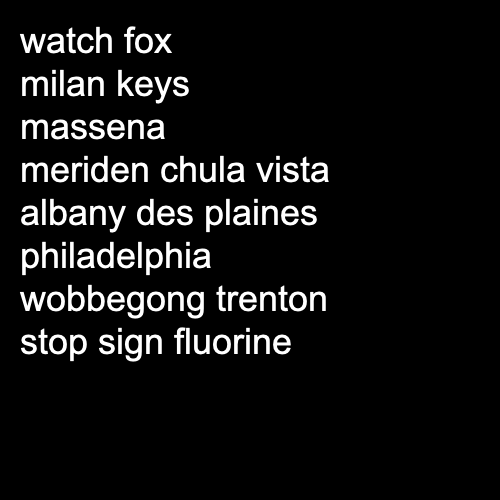 watch fox
milan keys
massena
meriden chula vista
albany des plaines
philadelphia
wobbegong trenton
stop sign fluorine